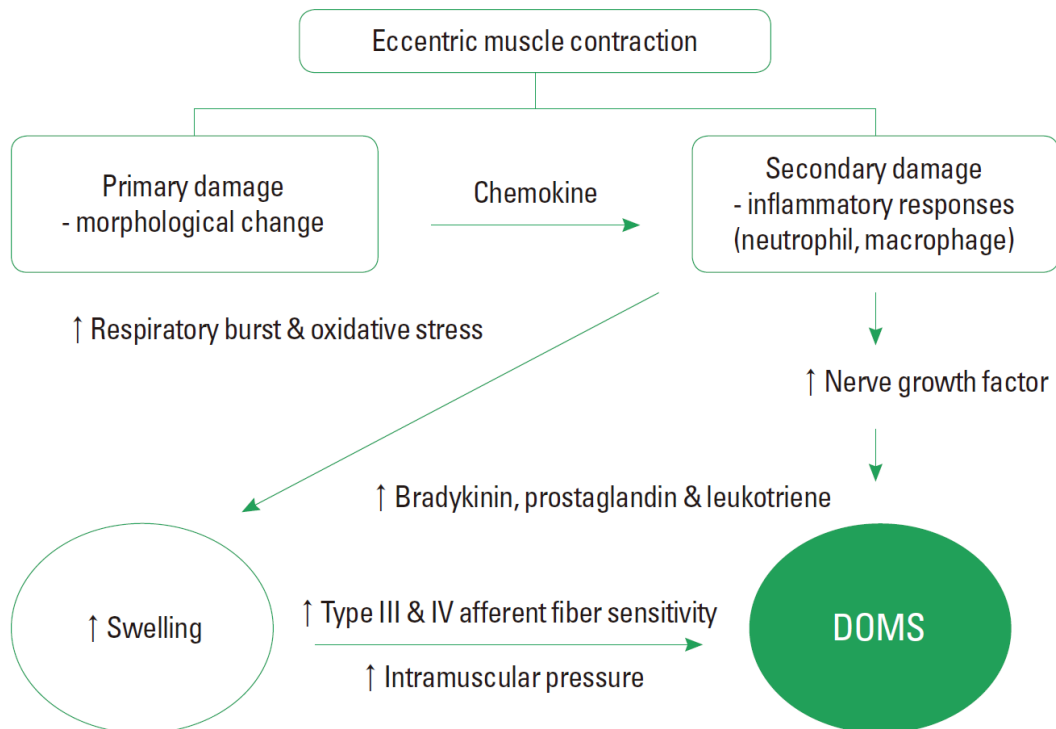 Eccentric muscle contraction
Primary damage
- morphological change
Chemokine
Secondary damage
- inflammatory responses
(neutrophil, macrophage)
↑ Respiratory burst & oxidative stress
↑ Nerve growth factor
↑ Bradykinin, prostaglandin & leukotriene
↑ Swelling
↑ Type III & IV afferent fiber sensitivity
↑ Intramuscular pressure
DOMS